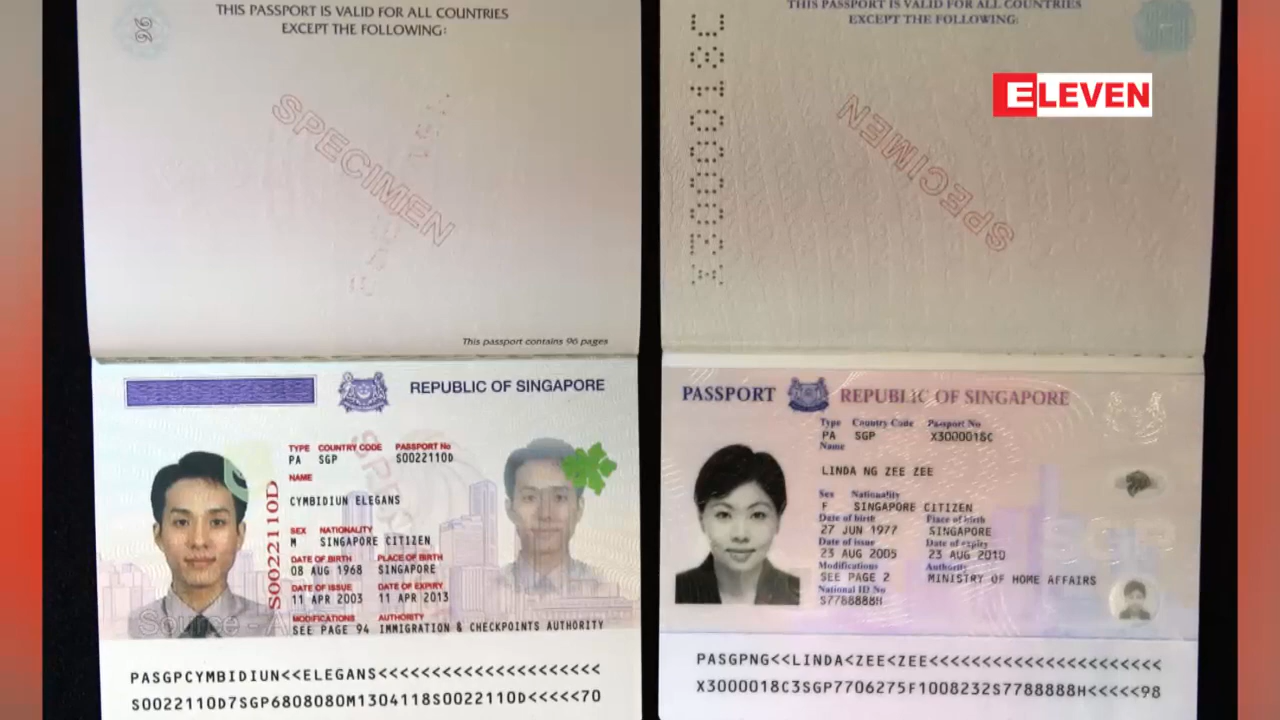 THIS PASSPORT IS VALID FOR ALL COUNTRIES
EXCEPT THE FOLLOWING:
96
SPECIMEN
This passport contains 96 pages
REPUBLIC OF SINGAPORE
TYPE COUNTRY CODE PASSPORT No
PA SGP S0022110D
NAME
CYMBIDIUN ELEGANS
SEX NATIONALITY
M SINGAPORE CITIZEN
DATE OF BIRTH PLACE OF BIRTH
08 AUG 1968 SINGAPORE
DATE OF ISSUE DATE OF EXPIRY
11 APR 2003 11 APR 2013
MODIFICATIONS AUTHORITY
SEE PAGE 94 IMMIGRATION & CHECKPOINTS AUTHORITY
S0022110D
Source - A
PASGPCYMBIDIUN<<ELEGANS<<<<<<<<<<<<<<<<<<<<<
S0022110D7SGP6808080M1304118S0022110D<<<<<70
THIS PASSPORT IS VALID FOR ALL COUNTRIES
EXCEPT THE FOLLOWING:
ELEVEN
X3000018C
SPECIMEN
PASSPORT REPUBLIC OF SINGAPORE
Type Country Code Passport No
PA SGP X3000018C
Name
LINDA NG ZEE ZEE
Sex Nationality
F SINGAPORE CITIZEN
Date of birth Place of birth
27 JUN 1977 SINGAPORE
Date of issue Date of expiry
23 AUG 2005 23 AUG 2010
Modifications Authority
SEE PAGE 2 MINISTRY OF HOME AFFAIRS
National ID No
S7788888H
PASGPNG<<LINDA<ZEE<ZEE<<<<<<<<<<<<<<<<<<<<<<
X3000018C3SGP7706275F1008232S7788888H<<<<<98